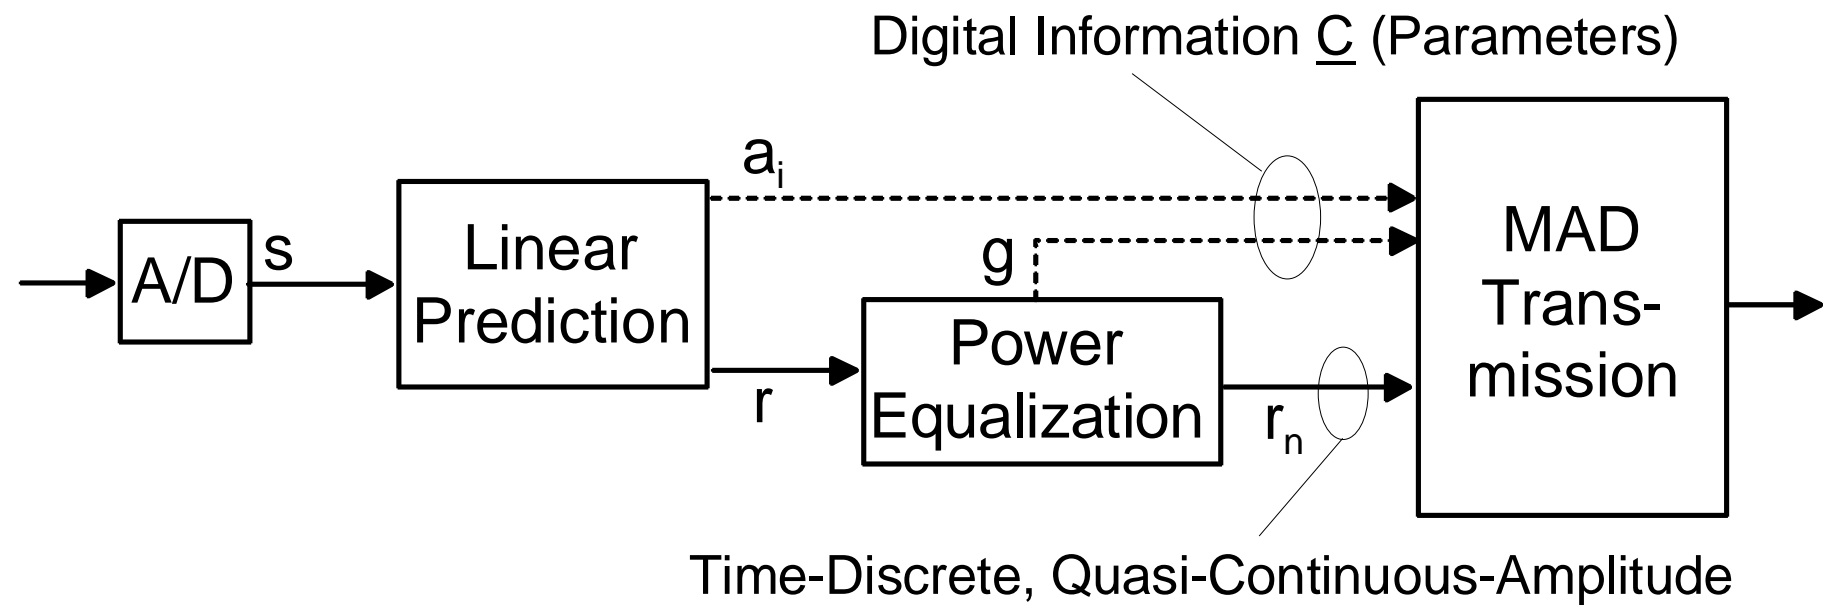 Digital Information C (Parameters)
a_i
A/D
s
Linear
Prediction
g
r
Power
Equalization
r_n
MAD
Trans-
mission
Time-Discrete, Quasi-Continuous-Amplitude